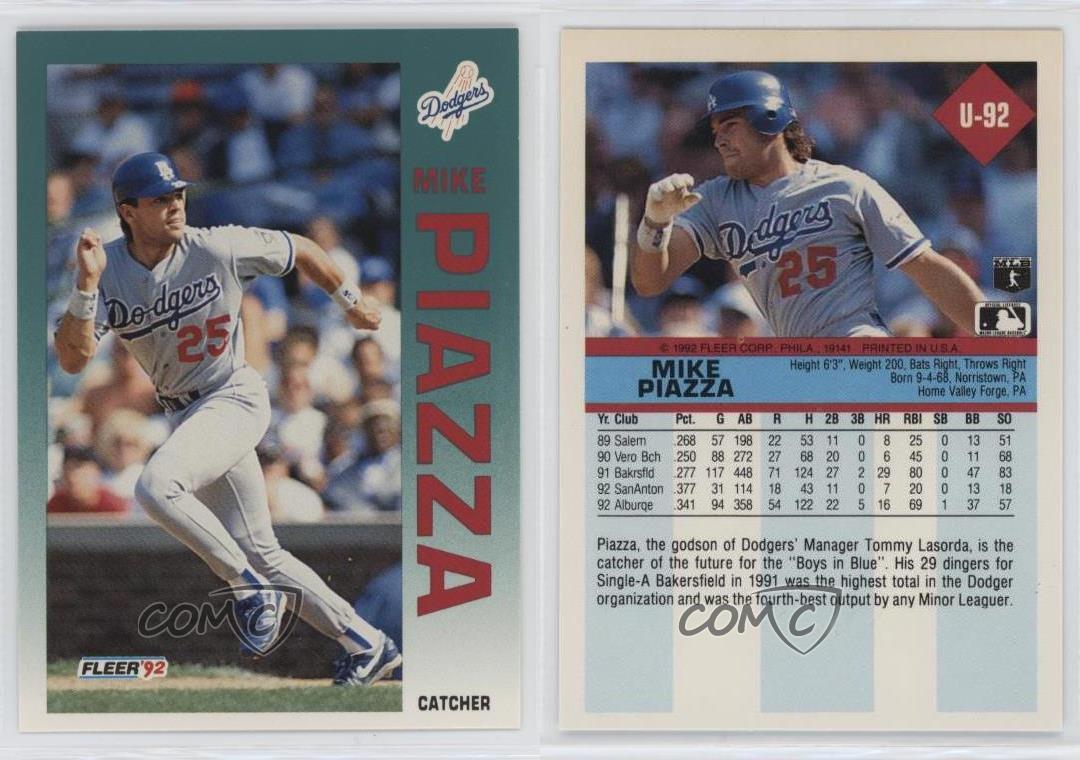 Dodgers
MIKE
PIAZZA
LA
Dodgers
25
FLEER '92
CATCHER
COMC
U-92
Dodgers
25
MLB
MAJOR LEAGUE BASEBALL
© 1992 FLEER CORP. PHILA., 19141 PRINTED IN U.S.A.
MIKE
PIAZZA
Height 6'3", Weight 200, Bats Right, Throws Right
Born 9-4-68, Norristown, PA
Home Valley Forge, PA
Yr. Club Pct. G AB R H 2B 3B HR RBI SB BB SO
89 Salem .268 57 198 22 53 11 0 8 25 0 13 51
90 Vero Bch .250 88 272 27 68 20 0 6 45 0 11 68
91 Bakrsfld .277 117 448 71 124 27 2 29 80 0 47 83
92 SanAnton .377 31 114 18 43 11 0 7 20 0 13 18
92 Alburqe .341 94 358 54 122 22 5 16 69 1 37 57
Piazza, the godson of Dodgers' Manager Tommy Lasorda, is the
catcher of the future for the "Boys in Blue". His 29 dingers for
Single-A Bakersfield in 1991 was the highest total in the Dodger
organization and was the fourth-best output by any Minor Leaguer.
COMC